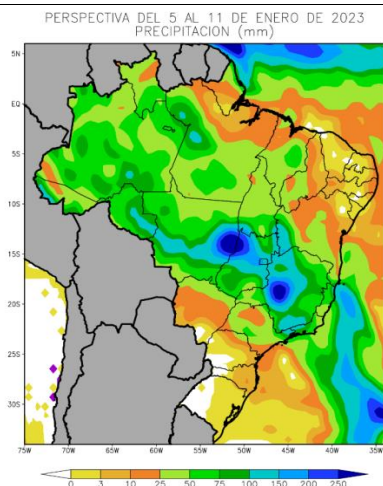 PERSPECTIVA DEL 5 AL 11 DE ENERO DE 2023
PRECIPITACION (mm)
5N
EQ
5S
10S
15S
20S
25S
30S
75W 70W 65W 60W 55W 50W 45W 40W 35W
0 3 10 25 50 75 100 150 200 250